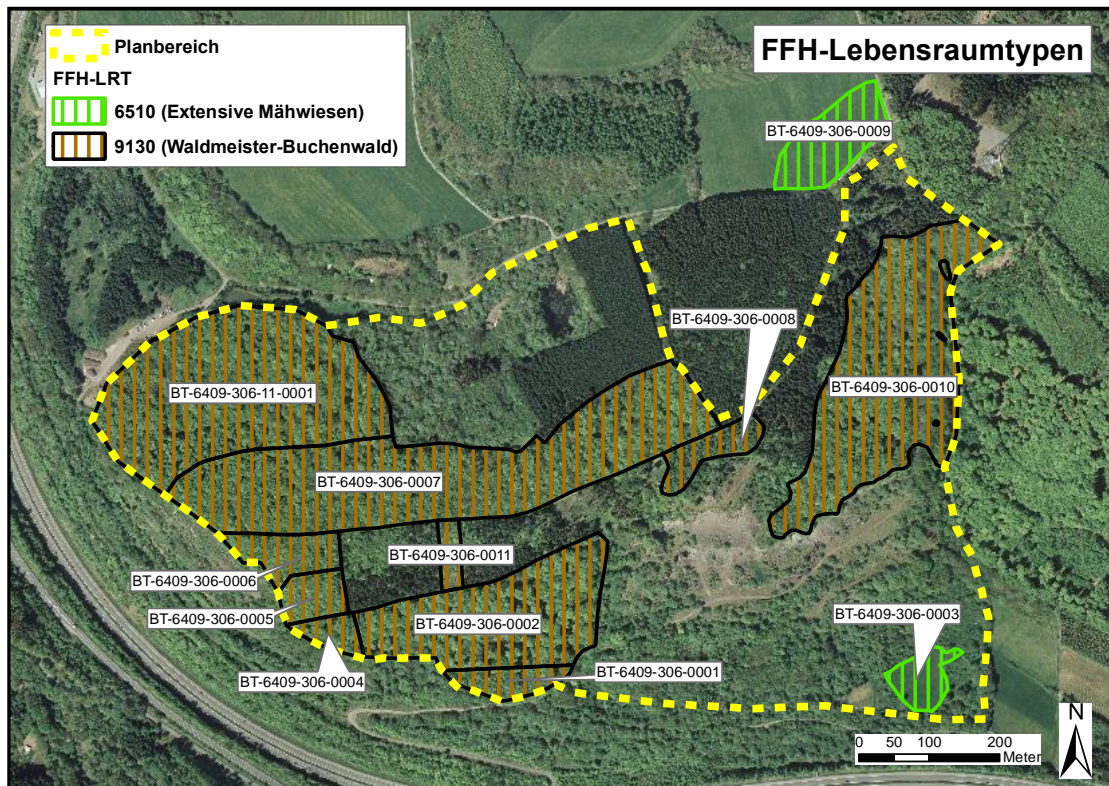 Planbereich
FFH-LRT
6510 (Extensive Mähwiesen)
9130 (Waldmeister-Buchenwald)
FFH-Lebensraumtypen
BT-6409-306-0009
BT-6409-306-0008
BT-6409-306-11-0001
BT-6409-306-0010
BT-6409-306-0007
BT-6409-306-0011
BT-6409-306-0006
BT-6409-306-0005
BT-6409-306-0002
BT-6409-306-0003
BT-6409-306-0004
BT-6409-306-0001
N
0 50 100 200
Meter